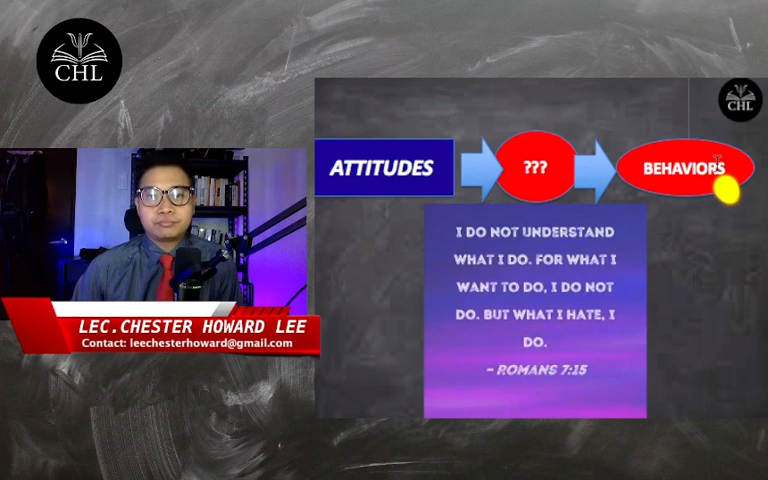 CHL
CHL
ATTITUDES
???
BEHAVIORS
I DO NOT UNDERSTAND
WHAT I DO. FOR WHAT I
WANT TO DO, I DO NOT
DO. BUT WHAT I HATE, I
DO.
- ROMANS 7:15
LEC.CHESTER HOWARD LEE
Contact: leechesterhoward@gmail.com